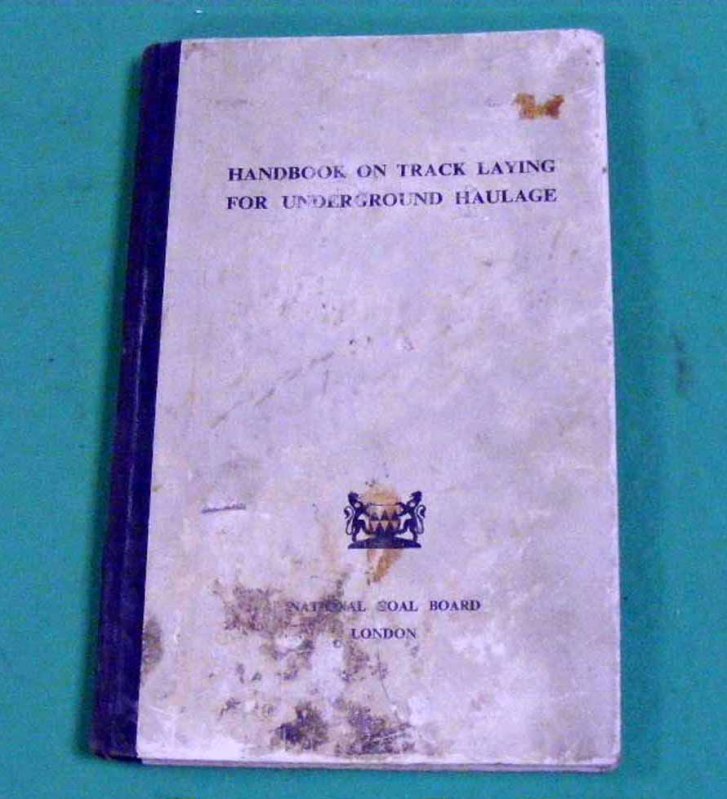 HANDBOOK ON TRACK LAYING
FOR UNDERGROUND HAULAGE
NATIONAL COAL BOARD
LONDON